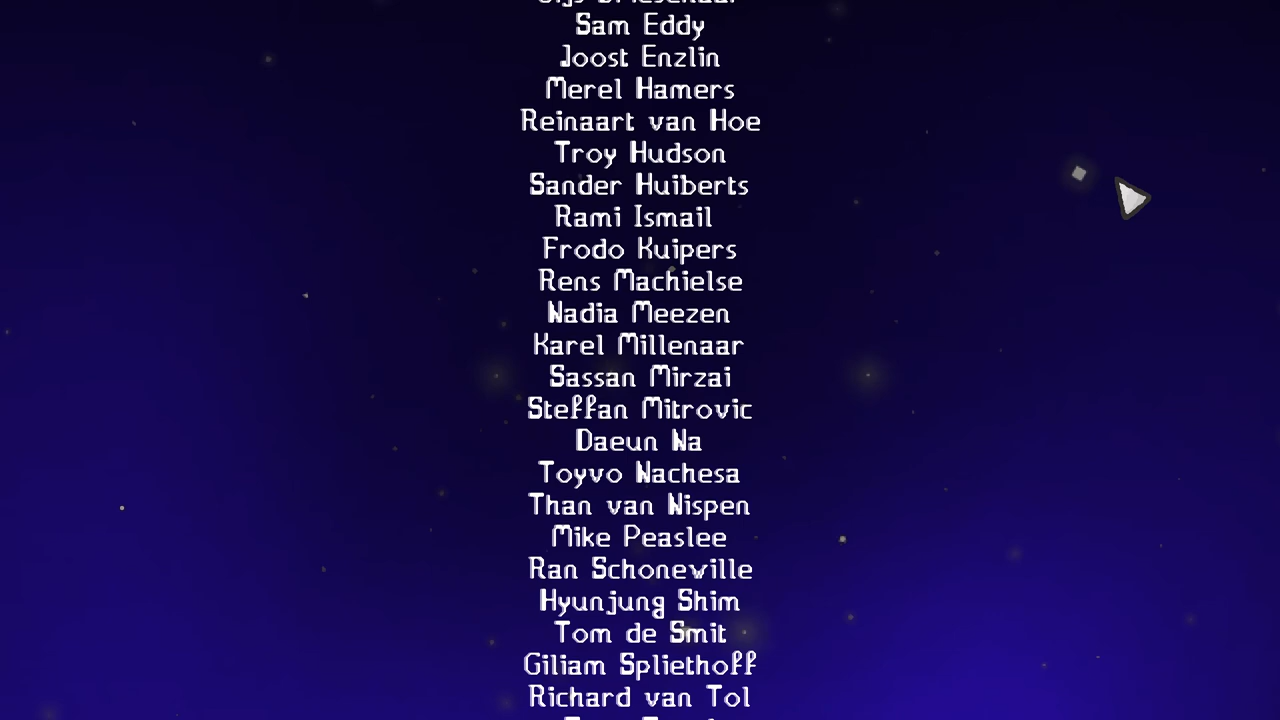 Sam Eddy
Joost Enzlin
Merel Hamers
Reinaart van Hoe
Troy Hudson
Sander Huiberts
Rami Ismail
Frodo Kuipers
Rens Machielse
Nadia Meezen
Karel Millenaar
Sassan Mirzai
Steffan Mitrovic
Daeun Na
Toyvo Nachesa
Than van Nispen
Mike Peaslee
Ran Schoneville
Hyunjung Shim
Tom de Smit
Giliam Spliethoff
Richard van Tol